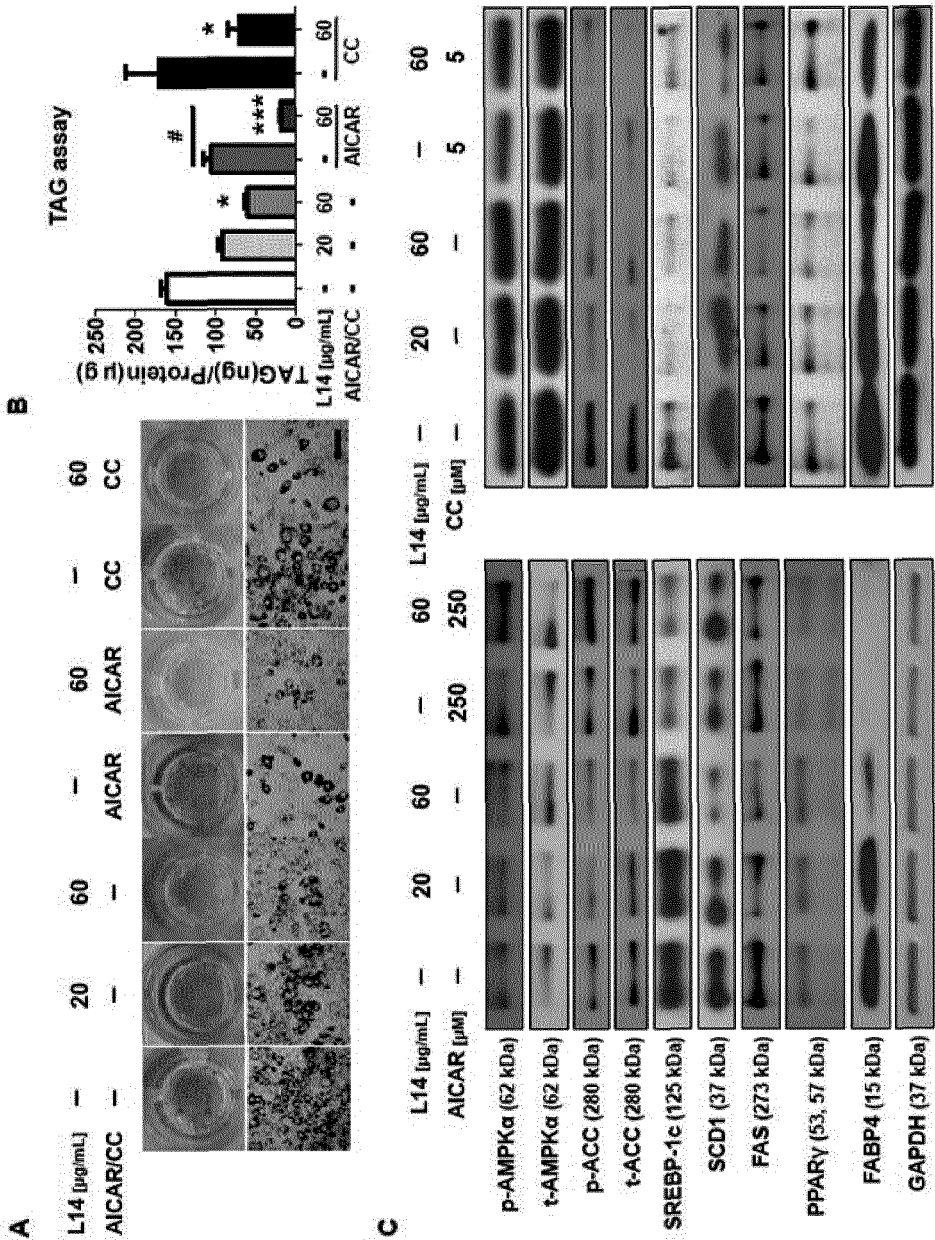 A
L14 [µg/mL] – 20 60 – 60 – 60
AICAR/CC – – – AICAR AICAR CC CC
B
TAG assay
TAG(ng)/Protein(µg)
250
200
150
100
50
0
* # *** *
L14 [µg/mL] - 20 60 - 60 - 60
AICAR/CC - - - AICAR CC
C
L14 [µg/mL] – 20 60 – 60
AICAR [µM] – – – 250 250
L14 [µg/mL] – 20 60 – 60
CC [µM] – – – 5 5
p-AMPKα (62 kDa)
t-AMPKα (62 kDa)
p-ACC (280 kDa)
t-ACC (280 kDa)
SREBP-1c (125 kDa)
SCD1 (37 kDa)
FAS (273 kDa)
PPARγ (53, 57 kDa)
FABP4 (15 kDa)
GAPDH (37 kDa)